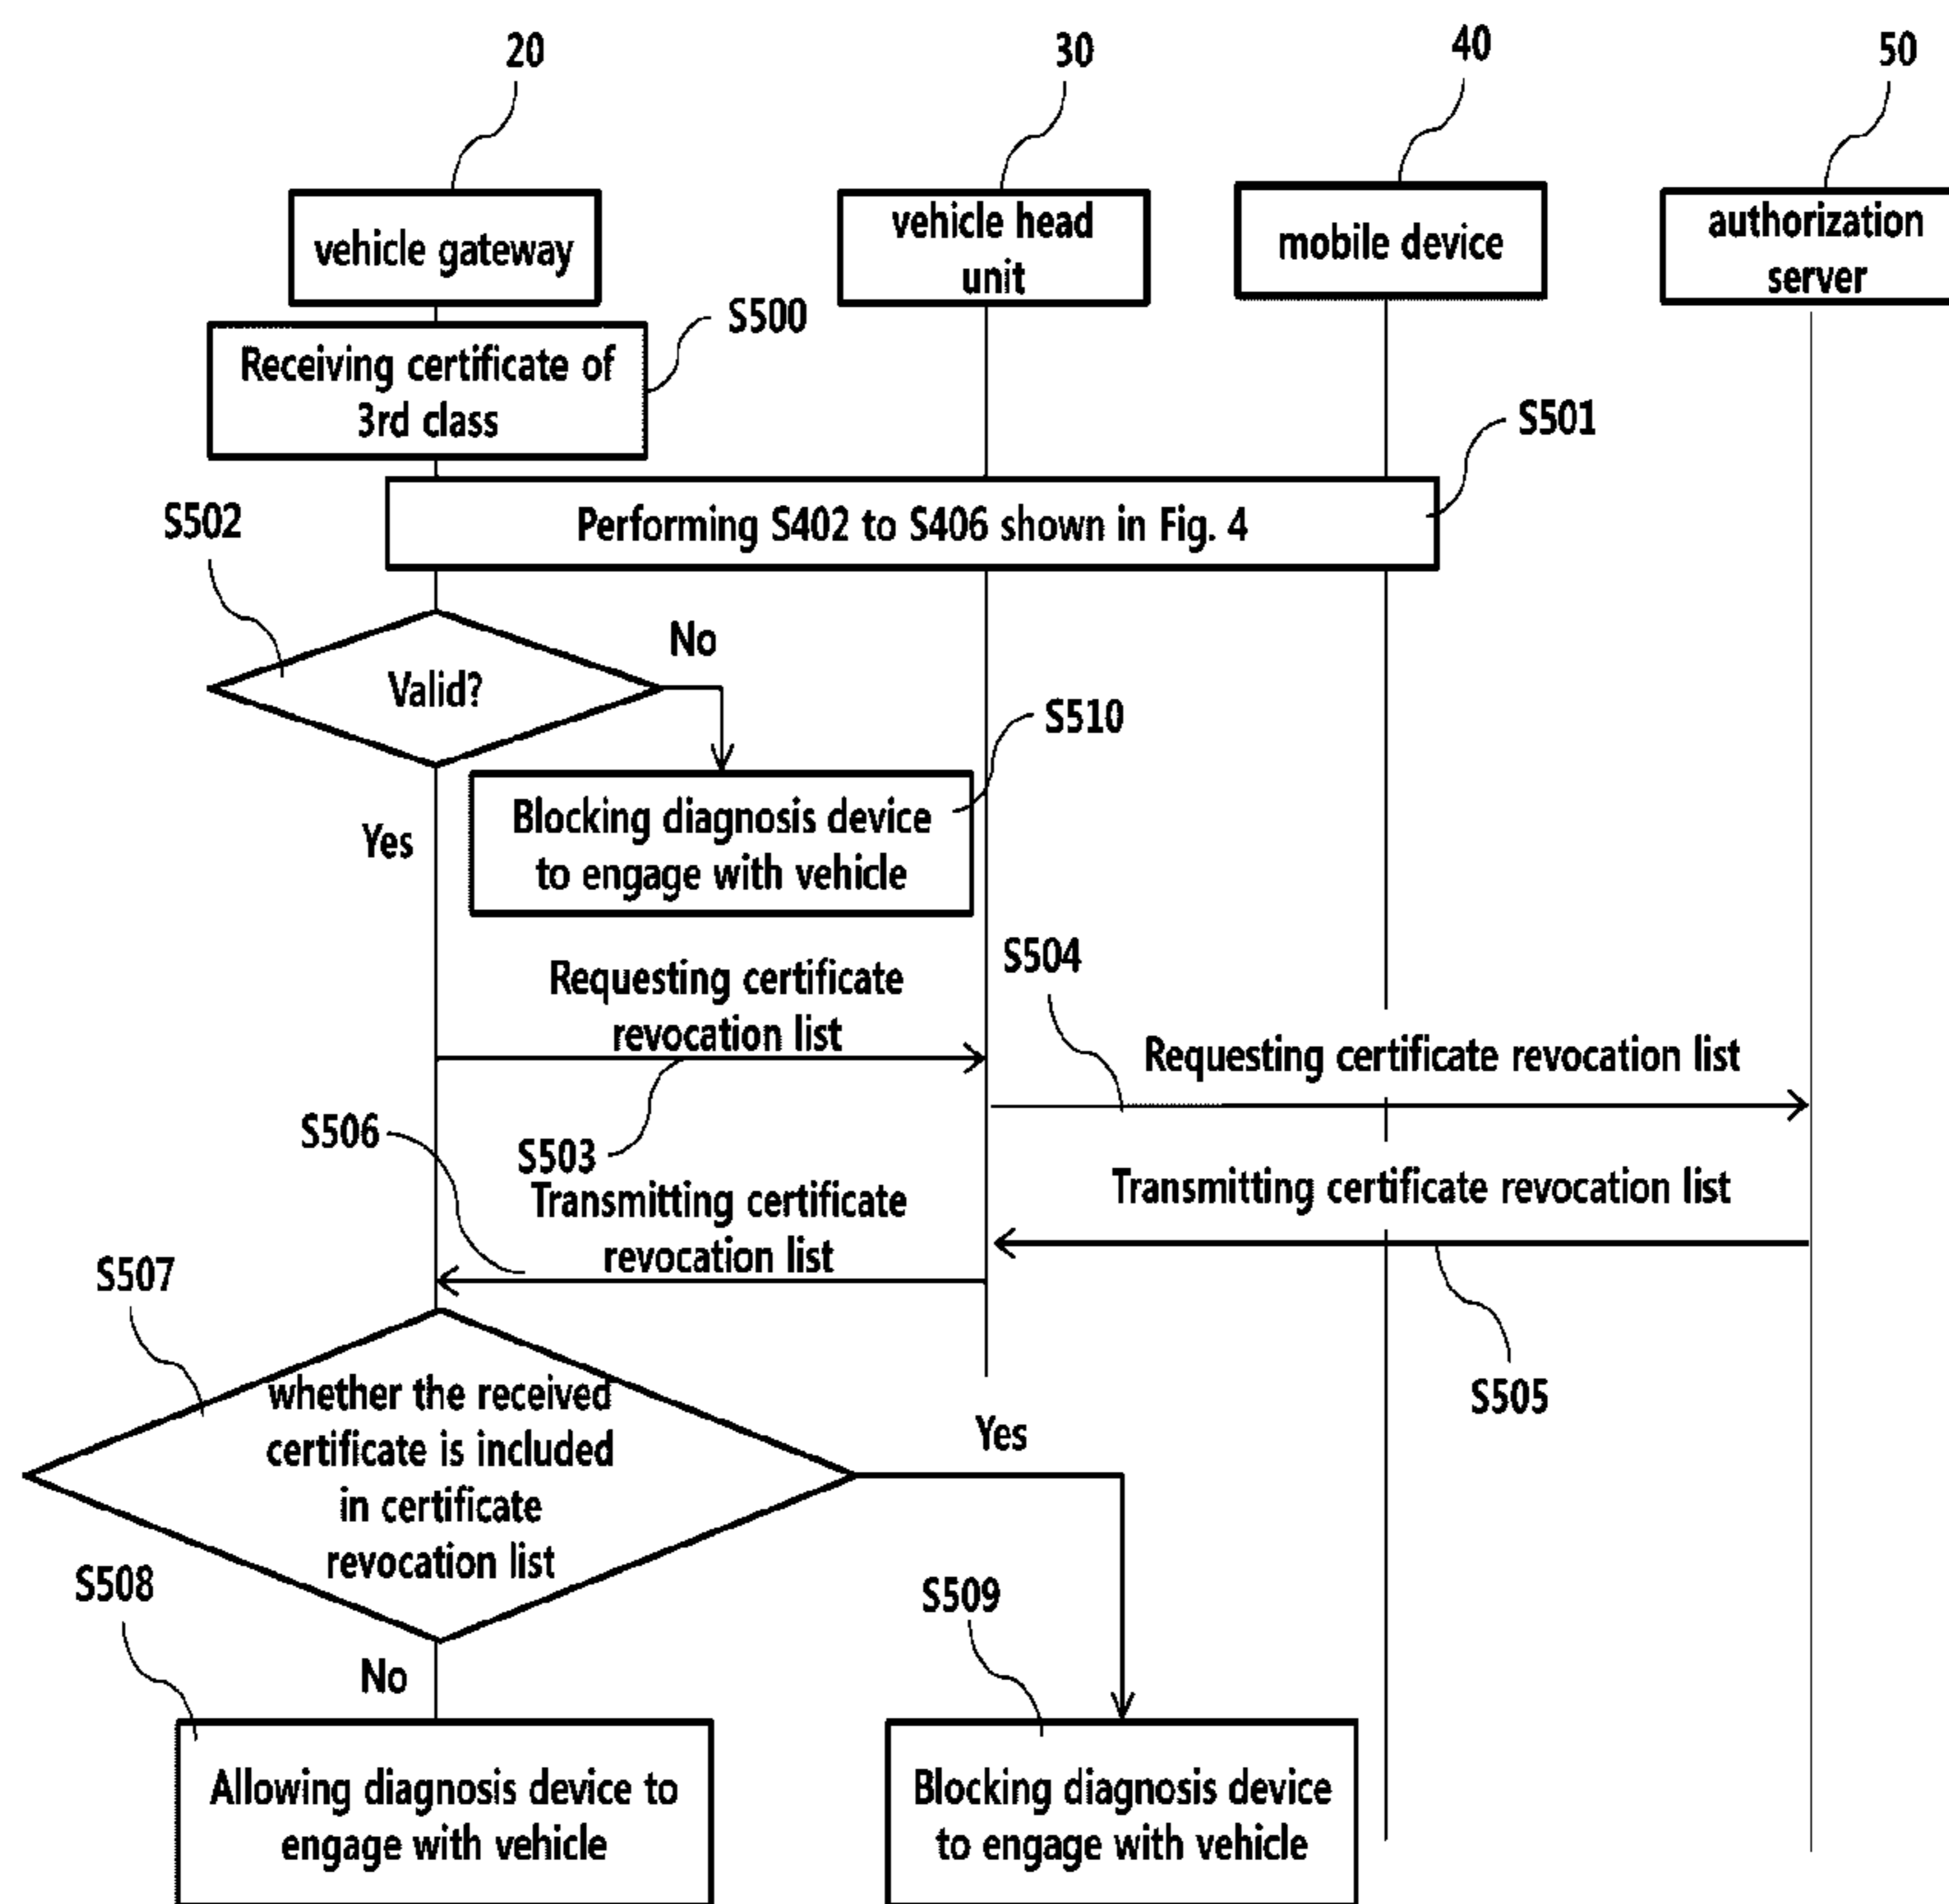 20
30
40
50
vehicle gateway
vehicle head
unit
mobile device
authorization
server
S500
Receiving certificate of
3rd class
S501
Performing S402 to S406 shown in Fig. 4
S502
Valid?
No
S510
Yes
Blocking diagnosis device
to engage with vehicle
Requesting certificate
revocation list
S504
Requesting certificate revocation list
S503
S506
Transmitting certificate
revocation list
Transmitting certificate revocation list
S505
S507
whether the received
certificate is included
in certificate
revocation list
Yes
S508
No
S509
Allowing diagnosis device to
engage with vehicle
Blocking diagnosis device
to engage with vehicle